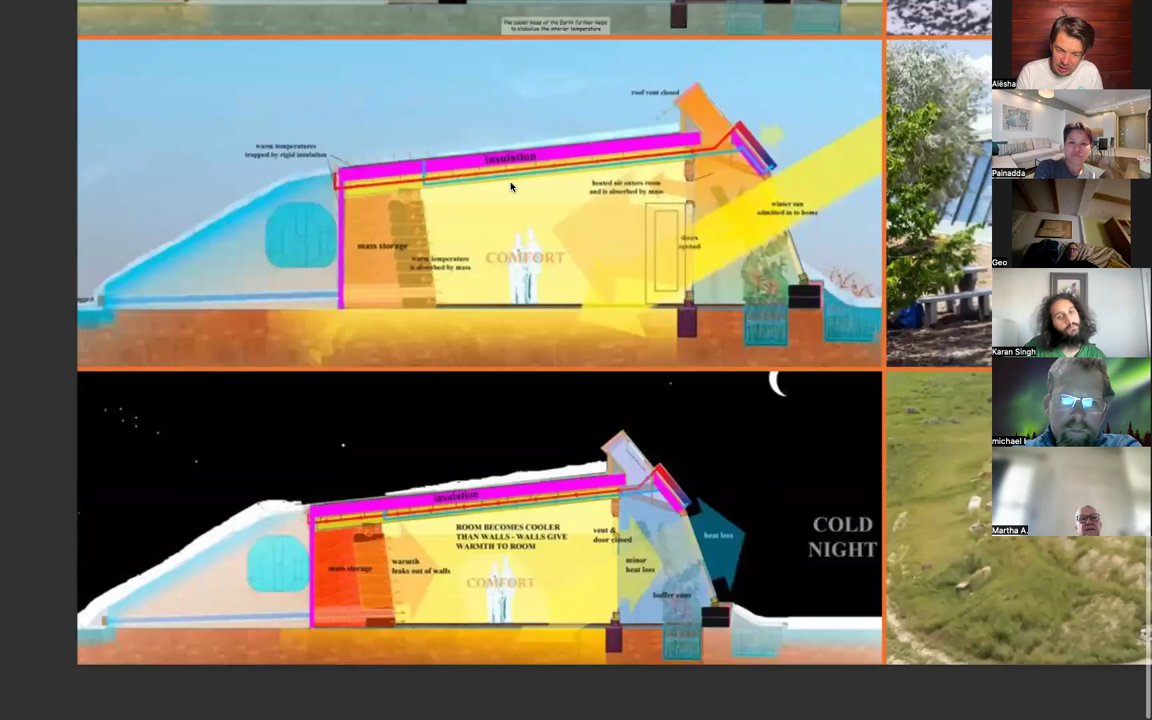 The cooler mass of the Earth further helps
to stabalize the interior temperature
roof vent closed
warm temperatures
trapped by rigid insulation
insulation
heated air enters room
and is absorbed by mass
winter sun
admitted in to home
doors
opened
mass storage
warm temperature
is absorbed by mass
COMFORT
insulation
ROOM BECOMES COOLER
THAN WALLS - WALLS GIVE
WARMTH TO ROOM
vent &
door closed
heat loss
COLD
NIGHT
mass storage
warmth
leaks out of walls
minor
heat loss
COMFORT
buffer zone
Alësha
Painadda
Geo
Karan Singh
michael
Martha A.